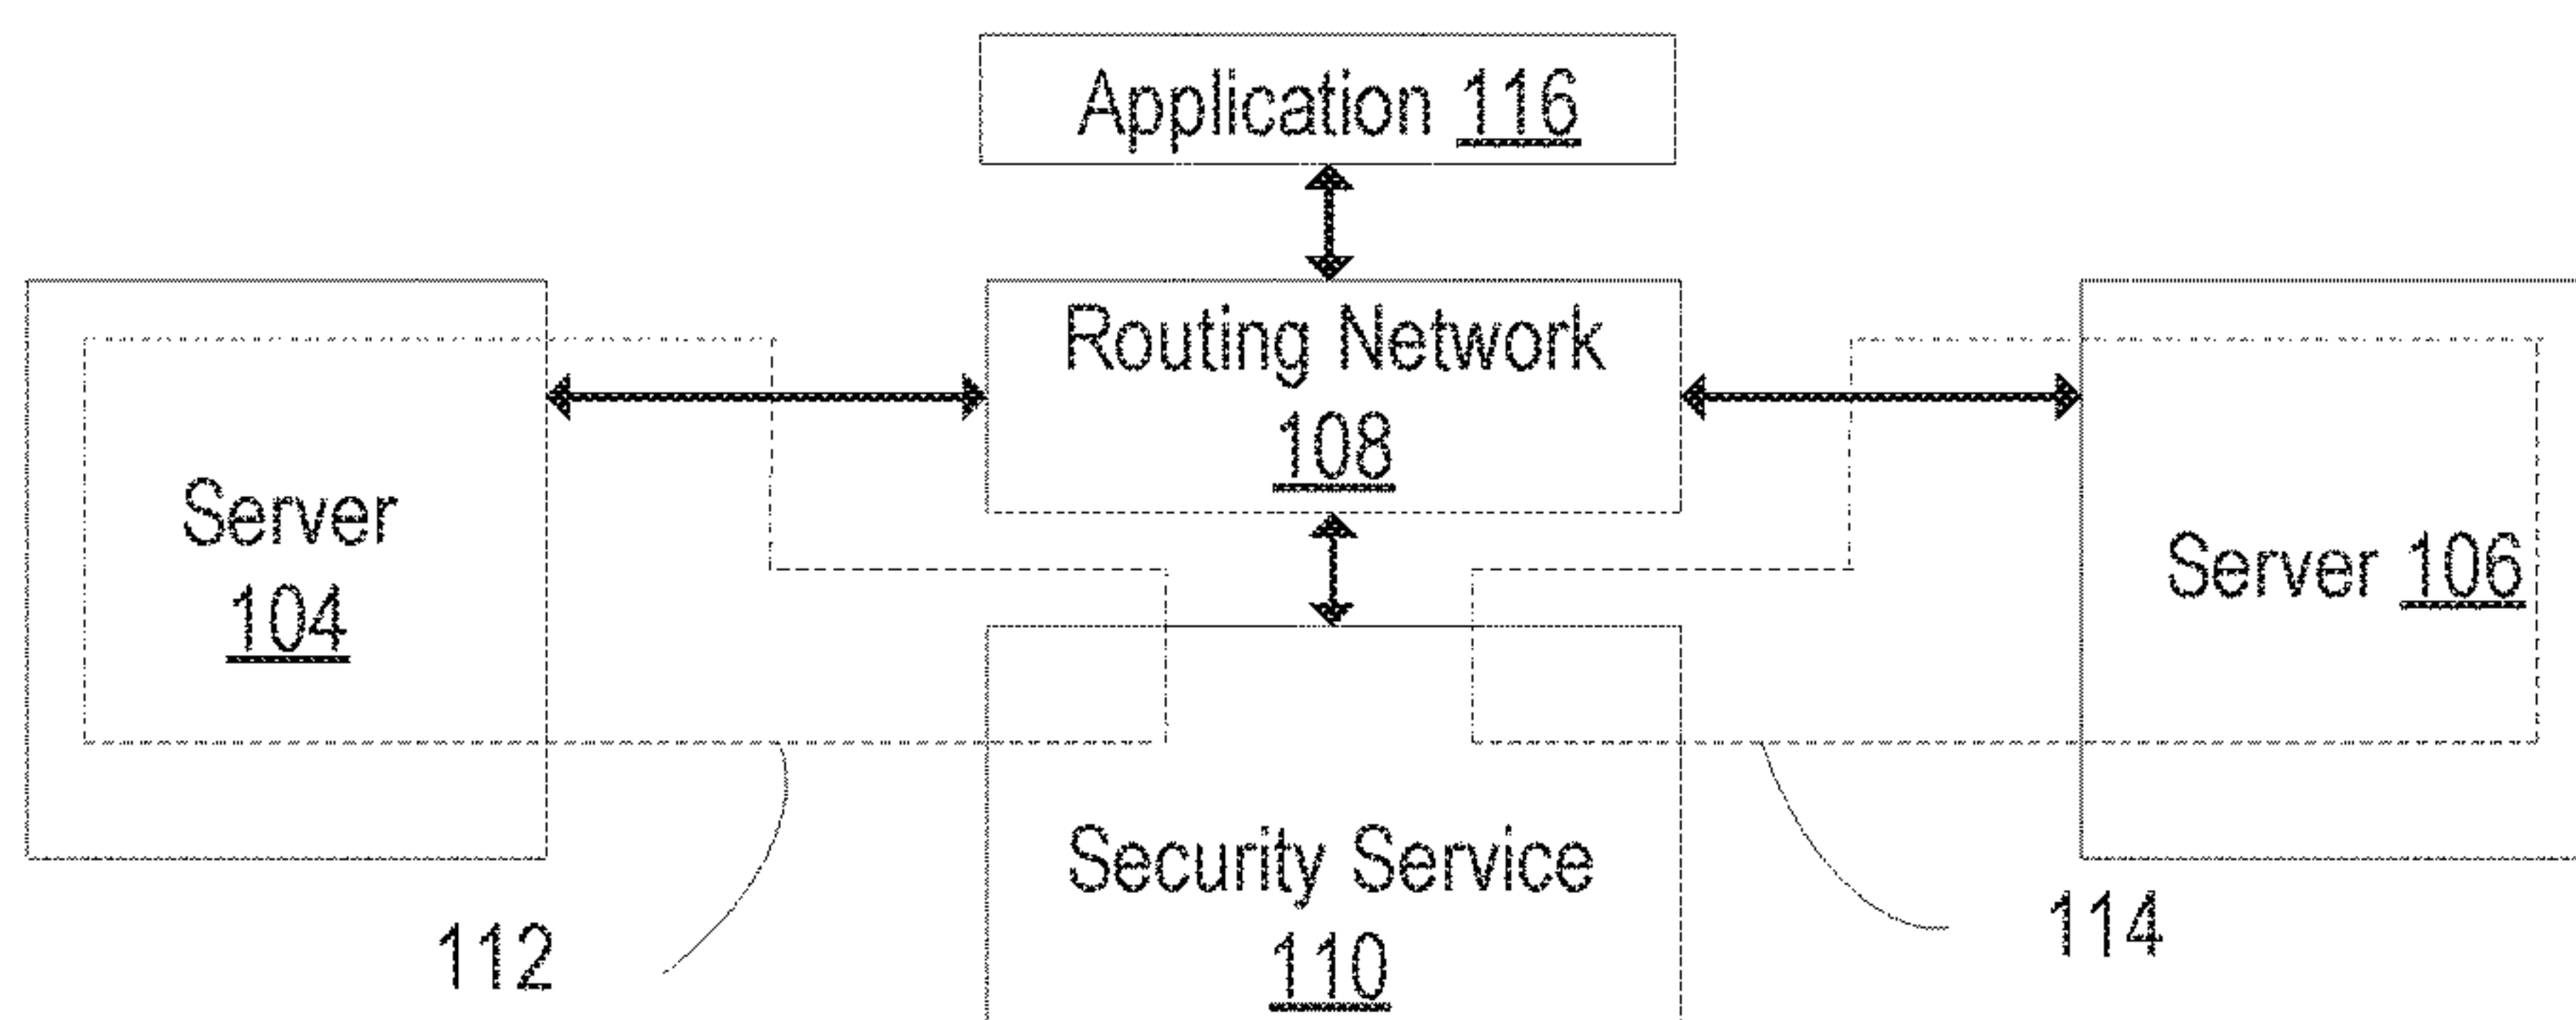 Application 116
Routing Network
108
Server
104
Server 106
Security Service
110
112
114